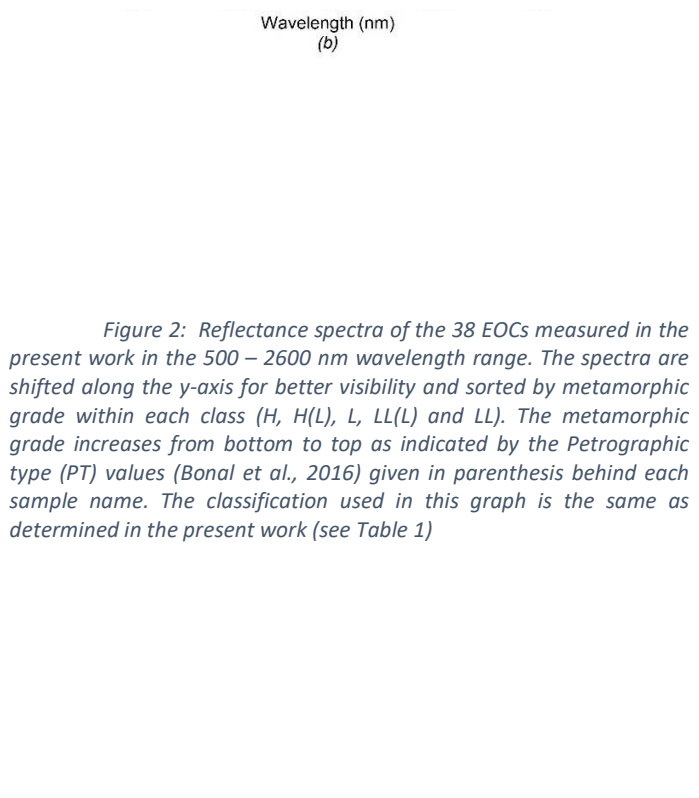 Wavelength (nm)
(b)
Figure 2: Reflectance spectra of the 38 EOCs measured in the
present work in the 500 – 2600 nm wavelength range. The spectra are
shifted along the y-axis for better visibility and sorted by metamorphic
grade within each class (H, H(L), L, LL(L) and LL). The metamorphic
grade increases from bottom to top as indicated by the Petrographic
type (PT) values (Bonal et al., 2016) given in parenthesis behind each
sample name. The classification used in this graph is the same as
determined in the present work (see Table 1)